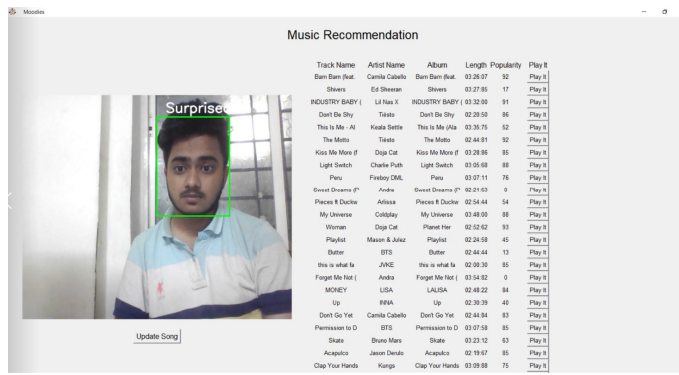 Moodies
Music Recommendation
Track Name Artist Name Album Length Popularity Play It
Bam Bam (feat. Camila Cabello Bam Bam (feat. 03:26:07 92 Play It
Shivers Ed Sheeran Shivers 03:27:85 17 Play It
INDUSTRY BABY ( Lil Nas X INDUSTRY BABY ( 03:32:00 91 Play It
Don't Be Shy Tiësto Don't Be Shy 02:20:50 86 Play It
This Is Me - Al Keala Settle This Is Me (Ala 03:35:75 52 Play It
The Motto Tiësto The Motto 02:44:81 92 Play It
Kiss Me More (f Doja Cat Kiss Me More (f 03:28:86 85 Play It
Light Switch Charlie Puth Light Switch 03:05:68 88 Play It
Peru Fireboy DML Peru 03:07:11 76 Play It
Sweet Dreams (P Andra Sweet Dreams (P 02:21:63 0 Play It
Pieces ft Duckw Artissa Pieces ft Duckw 02:54:44 54 Play It
My Universe Coldplay My Universe 03:48:00 88 Play It
Woman Doja Cat Planet Her 02:52:62 93 Play It
Playlist Mason & Julez Playlist 02:24:58 45 Play It
Butter BTS Butter 02:44:44 13 Play It
this is what fa JVKE this is what fa 02:00:30 85 Play It
Forget Me Not ( Andra Forget Me Not ( 03:54:82 0 Play It
MONEY LISA LALISA 02:48:22 84 Play It
Up INNA Up 02:30:39 40 Play It
Don't Go Yet Camila Cabello Don't Go Yet 02:44:84 83 Play It
Permission to D BTS Permission to D 03:07:58 85 Play It
Skate Bruno Mars Skate 03:23:12 63 Play It
Acapulco Jason Derulo Acapulco 02:19:67 85 Play It
Clap Your Hands Kungs Clap Your Hands 03:09:88 75 Play It
Surprised
Update Song